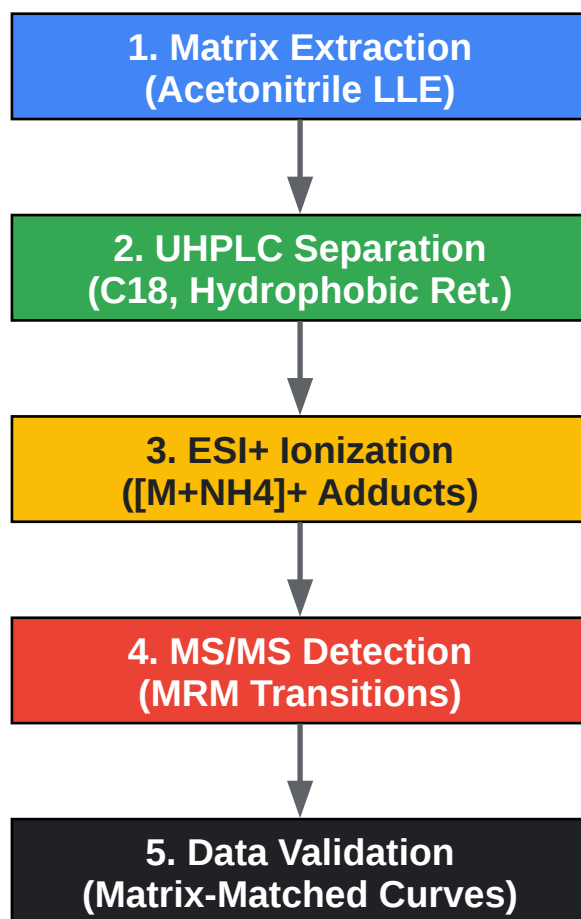 1. Matrix Extraction
(Acetonitrile LLE)
2. UHPLC Separation
(C18, Hydrophobic Ret.)
3. ESI+ Ionization
([M+NH4]+ Adducts)
4. MS/MS Detection
(MRM Transitions)
5. Data Validation
(Matrix-Matched Curves)